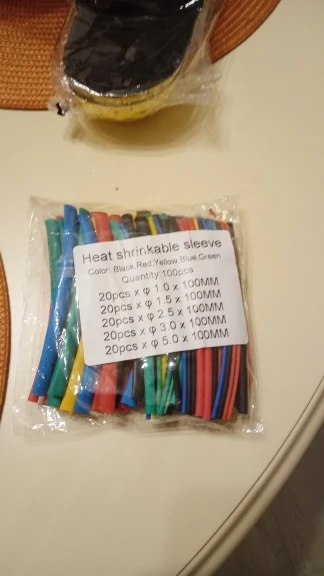 Heat shrinkable sleeve
Color: Black,Red,Yellow,Blue,Green
Quantity:100pcs
20pcs x φ 1.0 x 100MM
20pcs x φ 1.5 x 100MM
20pcs x φ 2.5 x 100MM
20pcs x φ 3.0 x 100MM
20pcs x φ 5.0 x 100MM